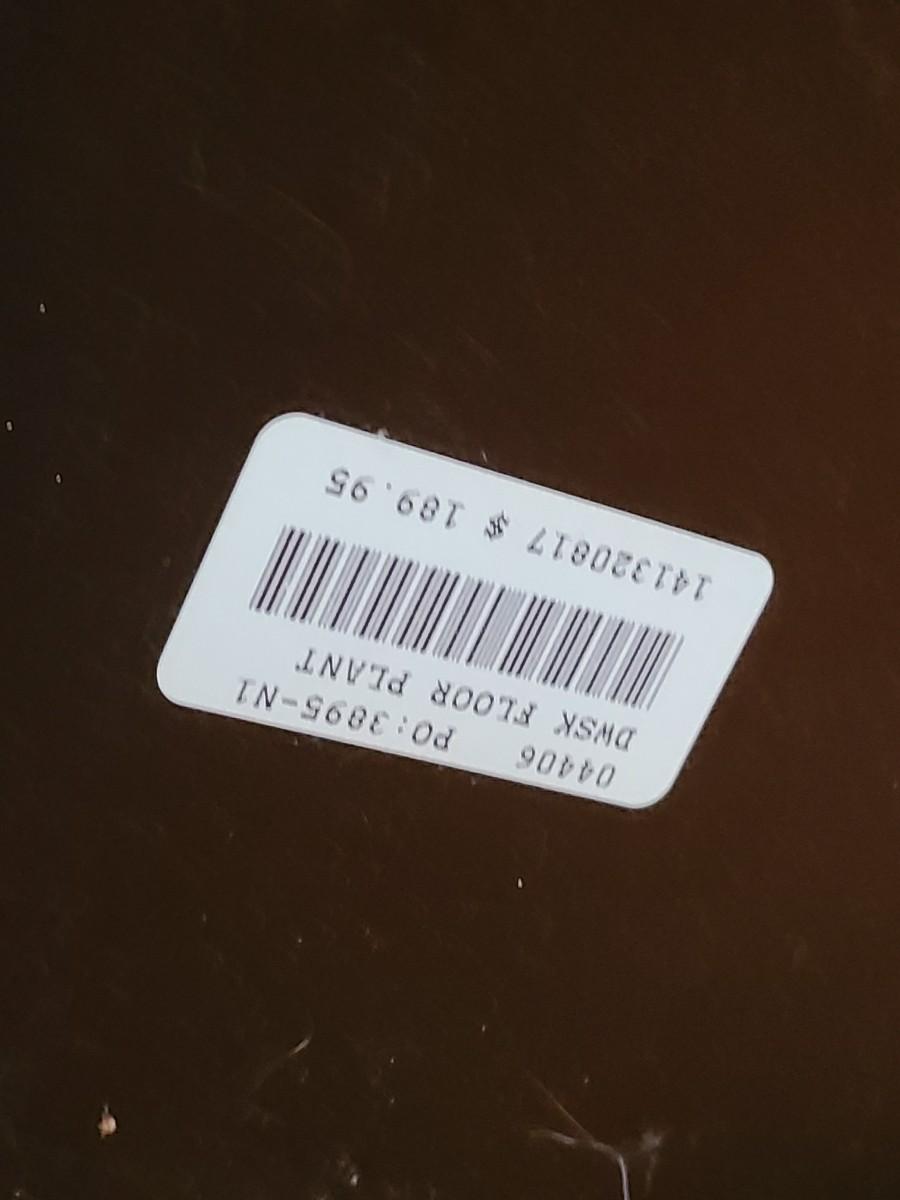 04406 PO:3895-N1
DWSK FLOOR PLANT
141320817 $ 189.95